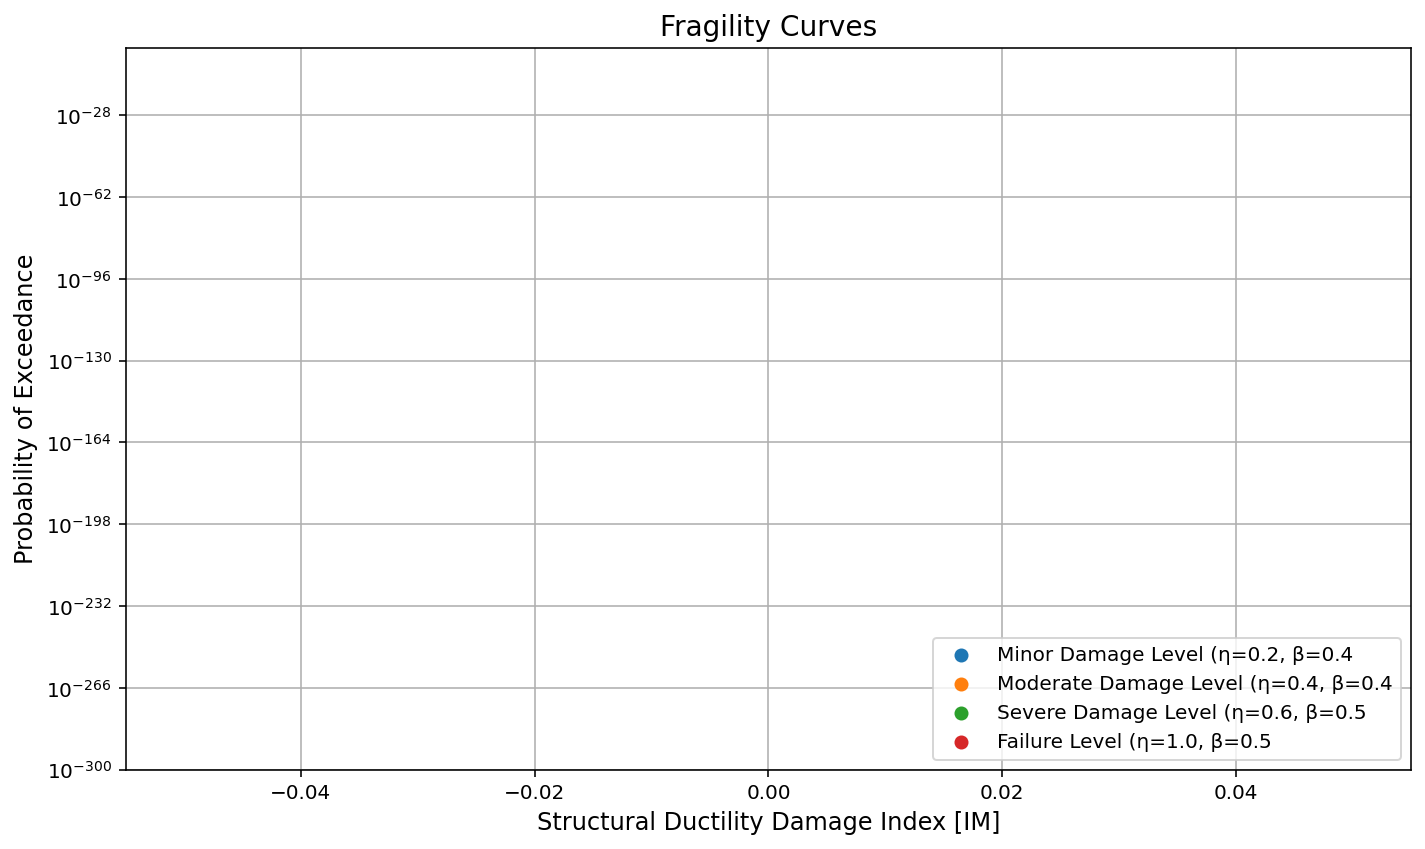 Fragility Curves
Probability of Exceedance
10⁻²⁸
10⁻⁶²
10⁻⁹⁶
10⁻¹³⁰
10⁻¹⁶⁴
10⁻¹⁹⁸
10⁻²³²
10⁻²⁶⁶
10⁻³⁰⁰
Minor Damage Level (η=0.2, β=0.4
Moderate Damage Level (η=0.4, β=0.4
Severe Damage Level (η=0.6, β=0.5
Failure Level (η=1.0, β=0.5
−0.04 −0.02 0.00 0.02 0.04
Structural Ductility Damage Index [IM]